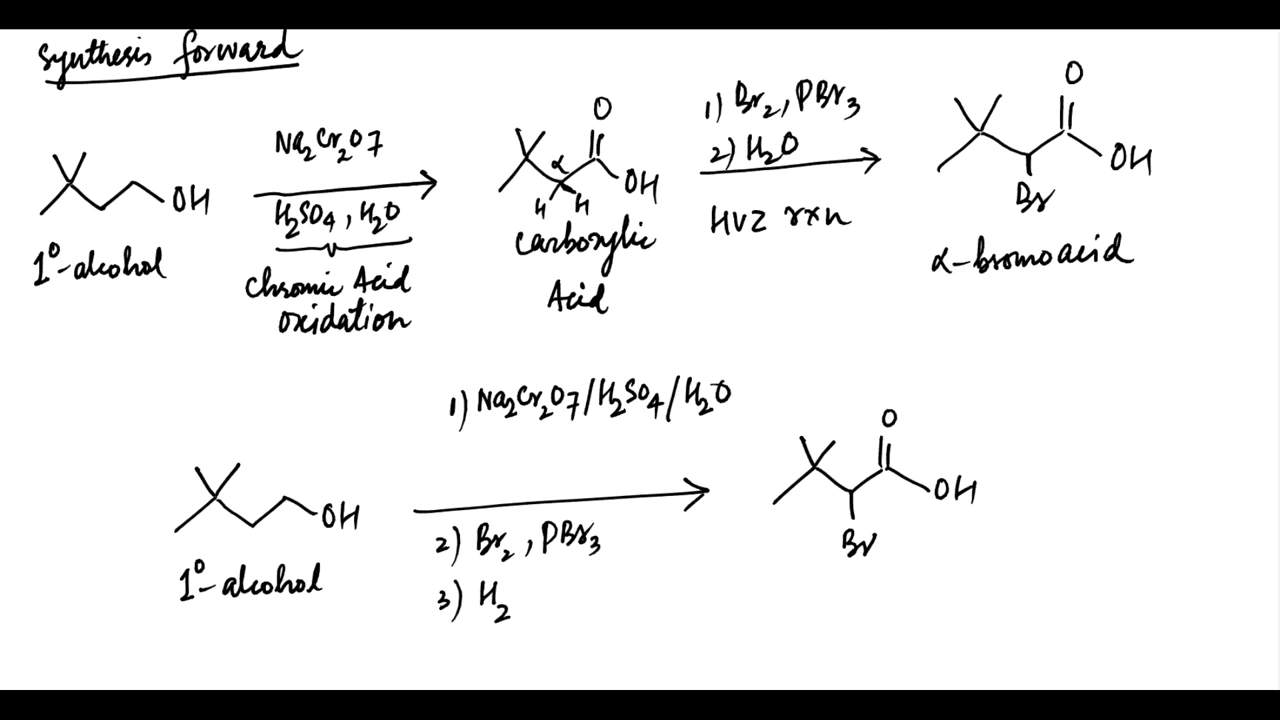 Synthesis forward
OH
1°-alcohol
Na2Cr2O7
H2SO4, H2O
Chromic Acid
oxidation
O
α
OH
H H
Carboxylic
Acid
1) Br2, PBr3
2) H2O
HVZ rxn
O
OH
Br
α-bromoacid
1) Na2Cr2O7/H2SO4/H2O
OH
1°-alcohol
2) Br2, PBr3
3) H2
O
OH
Br